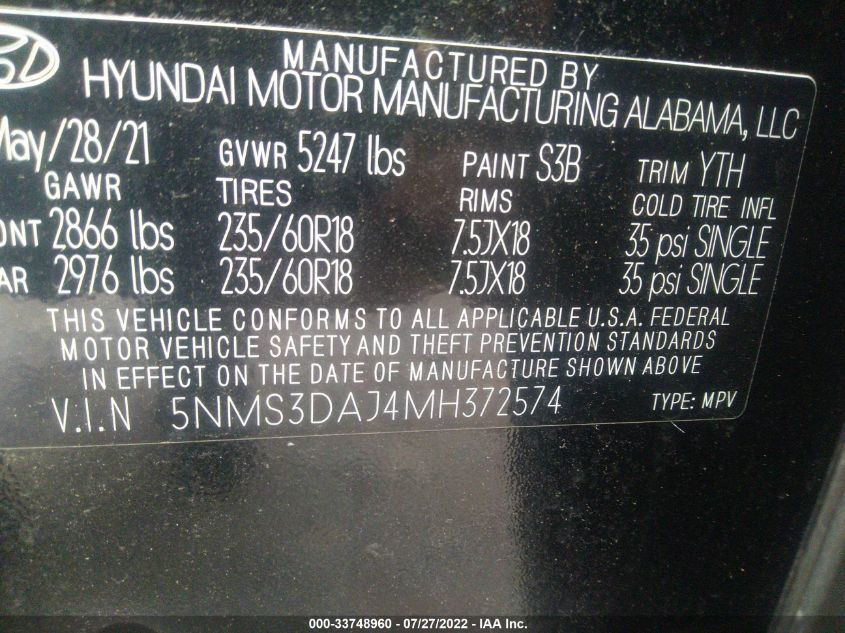 MANUFACTURED BY
HYUNDAI MOTOR MANUFACTURING ALABAMA, LLC
May/28/21 GVWR 5247 lbs PAINT S3B TRIM YTH
GAWR TIRES RIMS COLD TIRE INFL
ONT 2866 lbs 235/60R18 7.5JX18 35 psi SINGLE
AR 2976 lbs 235/60R18 7.5JX18 35 psi SINGLE
THIS VEHICLE CONFORMS TO ALL APPLICABLE U.S.A. FEDERAL
MOTOR VEHICLE SAFETY AND THEFT PREVENTION STANDARDS
IN EFFECT ON THE DATE OF MANUFACTURE SHOWN ABOVE
V.I.N 5NMS3DAJ4MH372574 TYPE: MPV
000-33748960 - 07/27/2022 - IAA Inc.